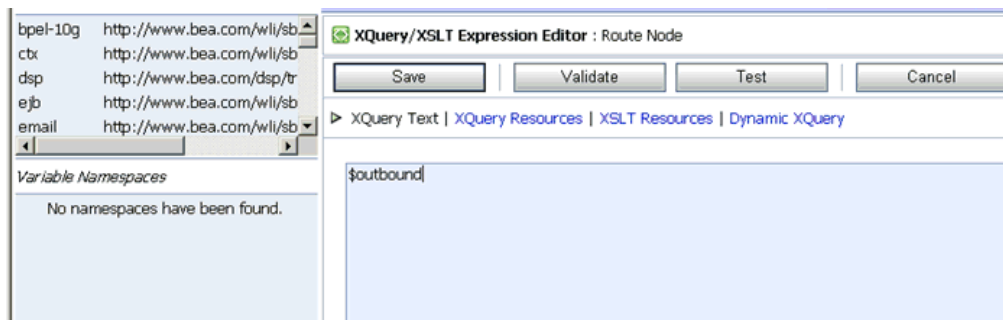 bpel-10g http://www.bea.com/wli/sb
ctx http://www.bea.com/wli/sb
dsp http://www.bea.com/dsp/tr
ejb http://www.bea.com/wli/sb
email http://www.bea.com/wli/sb
Variable Namespaces
No namespaces have been found.
XQuery/XSLT Expression Editor : Route Node
Save Validate Test Cancel
XQuery Text | XQuery Resources | XSLT Resources | Dynamic XQuery
$outbound